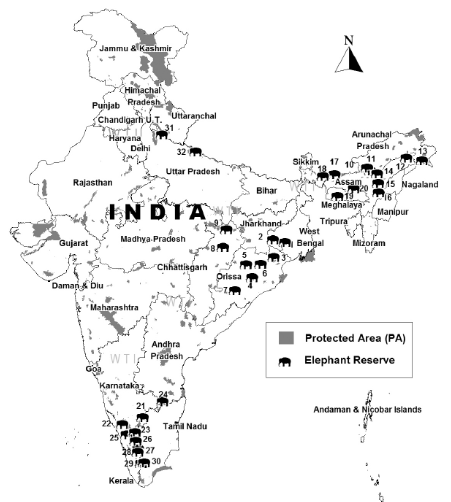 Jammu & Kashmir
N
Himachal
Pradesh
Punjab
Chandigarh U.T.
Uttaranchal
31
Haryana
Delhi
32
Arunachal
Pradesh
Sikkim
17
18
10
11
12
13
14
Assam
15
Nagaland
19
16
Meghalaya
Manipur
Tripura
Mizoram
Rajasthan
Uttar Pradesh
Bihar
INDIA
9
Jharkhand
West
Bengal
Gujarat
Madhya-Pradesh
8
2
3
Chhattisgarh
5
Orissa
6
4
7
Daman & Diu
Maharashtra
WTI
Andhra
Pradesh
Goa
Karnataka
Protected Area (PA)
Elephant Reserve
Andaman & Nicobar Islands
24
21
22
Tamil Nadu
23
25
26
27
28
29
30
Kerala